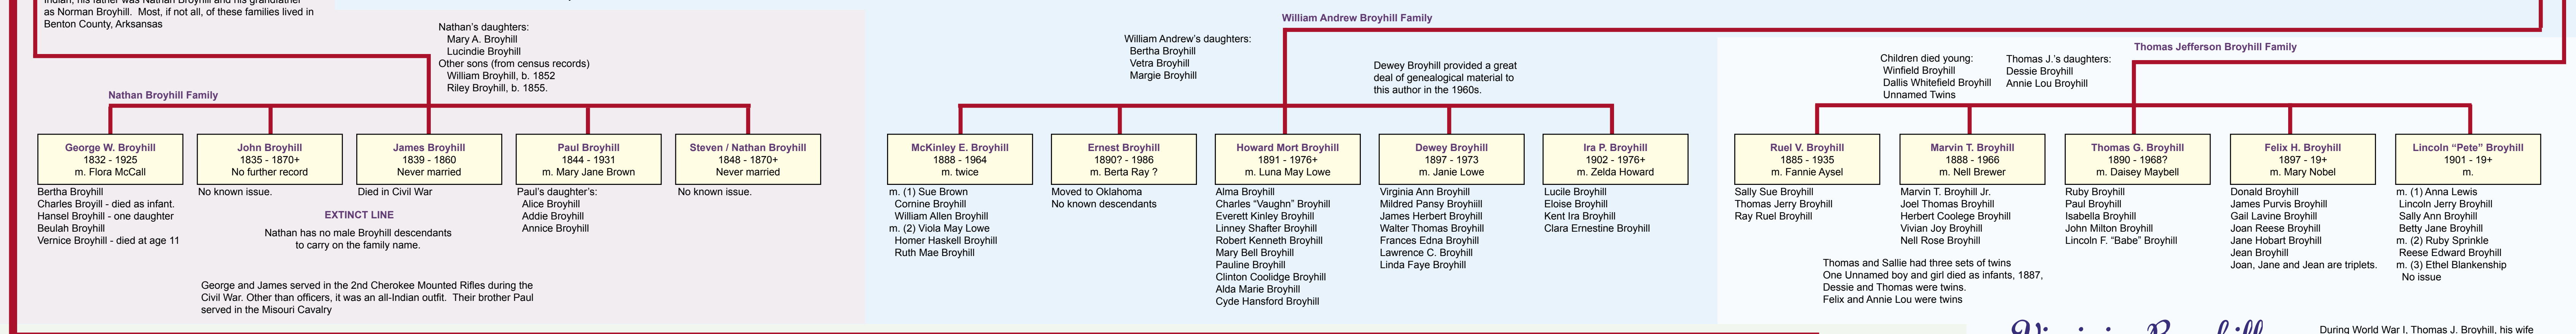 Indian, his father was Nathan Broyhill and his grandfather
as Norman Broyhill. Most, if not all, of these families lived in
Benton County, Arkansas
Nathan's daughters:
Mary A. Broyhill
Lucindie Broyhill
Other sons (from census records)
William Broyhill, b. 1852
Riley Broyhill, b. 1855.
Nathan Broyhill Family
George W. Broyhill
1832 - 1925
m. Flora McCall
Bertha Broyhill
Charles Broyill - died as infant.
Hansel Broyhill - one daughter
Beulah Broyhill
Vernice Broyhill - died at age 11
John Broyhill
1835 - 1870+
No further record
No known issue.
James Broyhill
1839 - 1860
Never married
Died in Civil War
Paul Broyhill
1844 - 1931
m. Mary Jane Brown
Paul's daughter's:
Alice Broyhill
Addie Broyhill
Annice Broyhill
Steven / Nathan Broyhill
1848 - 1870+
Never married
No known issue.
EXTINCT LINE
Nathan has no male Broyhill descendants
to carry on the family name.
George and James served in the 2nd Cherokee Mounted Rifles during the
Civil War. Other than officers, it was an all-Indian outfit. Their brother Paul
served in the Misouri Cavalry
William Andrew Broyhill Family
William Andrew's daughters:
Bertha Broyhill
Vetra Broyhill
Margie Broyhill
Dewey Broyhill provided a great
deal of genealogical material to
this author in the 1960s.
McKinley E. Broyhill
1888 - 1964
m. twice
m. (1) Sue Brown
Cornine Broyhill
William Allen Broyhill
m. (2) Viola May Lowe
Homer Haskell Broyhill
Ruth Mae Broyhill
Ernest Broyhill
1890? - 1986
m. Berta Ray ?
Moved to Oklahoma
No known descendants
Howard Mort Broyhill
1891 - 1976+
m. Luna May Lowe
Alma Broyhill
Charles "Vaughn" Broyhill
Everett Kinley Broyhill
Linney Shafter Broyhill
Robert Kenneth Broyhill
Mary Bell Broyhill
Pauline Broyhill
Clinton Coolidge Broyhill
Alda Marie Broyhill
Cyde Hansford Broyhill
Dewey Broyhill
1897 - 1973
m. Janie Lowe
Virginia Ann Broyhill
Mildred Pansy Broyhiill
James Herbert Broyhill
Walter Thomas Broyhill
Frances Edna Broyhill
Lawrence C. Broyhill
Linda Faye Broyhill
Ira P. Broyhill
1902 - 1976+
m. Zelda Howard
Lucile Broyhill
Eloise Broyhill
Kent Ira Broyhill
Clara Ernestine Broyhill
Thomas Jefferson Broyhill Family
Children died young:
Winfield Broyhill
Dallis Whitefield Broyhill
Unnamed Twins
Thomas J.'s daughters:
Dessie Broyhill
Annie Lou Broyhill
Ruel V. Broyhill
1885 - 1935
m. Fannie Aysel
Sally Sue Broyhill
Thomas Jerry Broyhill
Ray Ruel Broyhill
Marvin T. Broyhill
1888 - 1966
m. Nell Brewer
Marvin T. Broyhill Jr.
Joel Thomas Broyhill
Herbert Coolege Broyhill
Vivian Joy Broyhill
Nell Rose Broyhill
Thomas G. Broyhill
1890 - 1968?
m. Daisey Maybell
Ruby Broyhill
Paul Broyhill
Isabella Broyhill
John Milton Broyhill
Lincoln F. "Babe" Broyhill
Felix H. Broyhill
1897 - 19+
m. Mary Nobel
Donald Broyhill
James Purvis Broyhill
Gail Lavine Broyhill
Joan Reese Broyhill
Jane Hobart Broyhill
Jean Broyhill
Joan, Jane and Jean are triplets.
Lincoln "Pete" Broyhill
1901 - 19+
m.
m. (1) Anna Lewis
Lincoln Jerry Broyhill
Sally Ann Broyhill
Betty Jane Broyhill
m. (2) Ruby Sprinkle
Reese Edward Broyhill
m. (3) Ethel Blankenship
No issue
Thomas and Sallie had three sets of twins
One Unnamed boy and girl died as infants, 1887,
Dessie and Thomas were twins.
Felix and Annie Lou were twins
Virginia Broyhill
During World War I, Thomas J. Broyhill, his wife